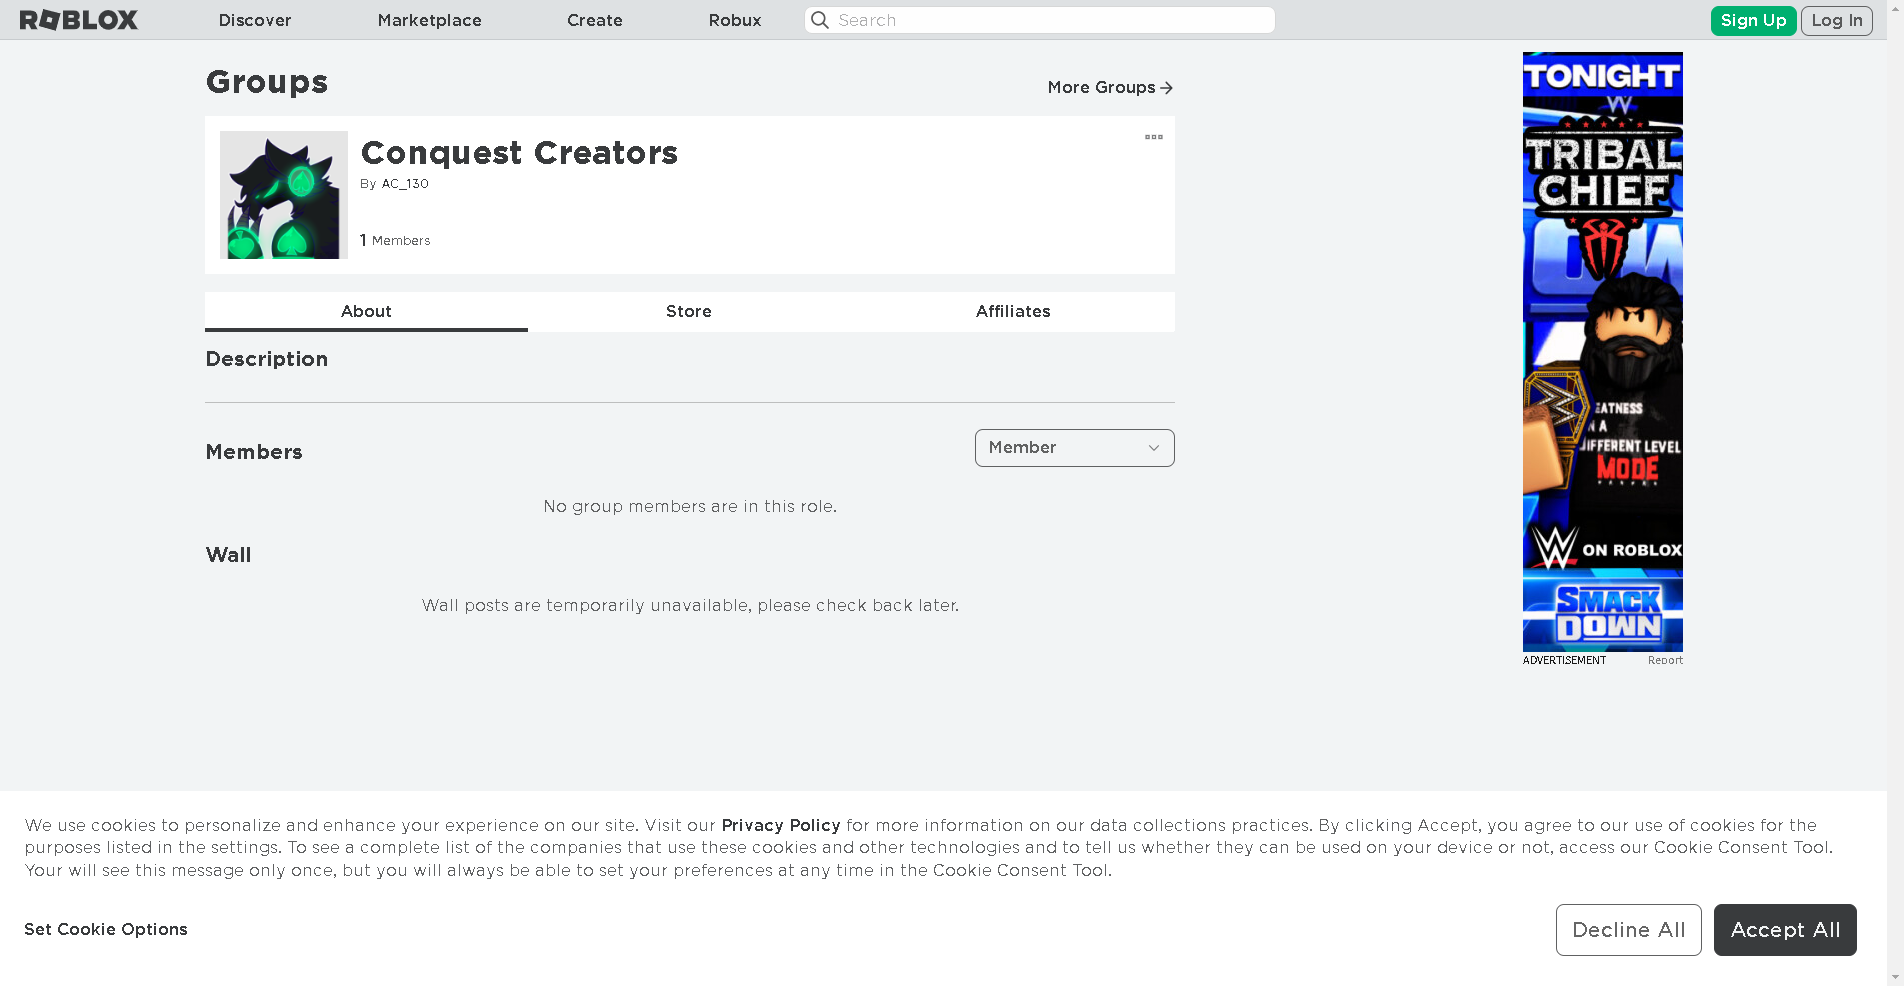 ROBLOX Discover Marketplace Create Robux Search Sign Up Log In
Groups
More Groups
Conquest Creators
By AC_130
1 Members
About Store Affiliates
Description
Members
Member
No group members are in this role.
Wall
Wall posts are temporarily unavailable, please check back later.
TONIGHT
W
TRIBAL
CHIEF
EATNESS
N A
IFFERENT LEVEL
MODE
W ON ROBLOX
SMACK
DOWN
ADVERTISEMENT Report
We use cookies to personalize and enhance your experience on our site. Visit our Privacy Policy for more information on our data collections practices. By clicking Accept, you agree to our use of cookies for the
purposes listed in the settings. To see a complete list of the companies that use these cookies and other technologies and to tell us whether they can be used on your device or not, access our Cookie Consent Tool.
Your will see this message only once, but you will always be able to set your preferences at any time in the Cookie Consent Tool.
Set Cookie Options
Decline All Accept All